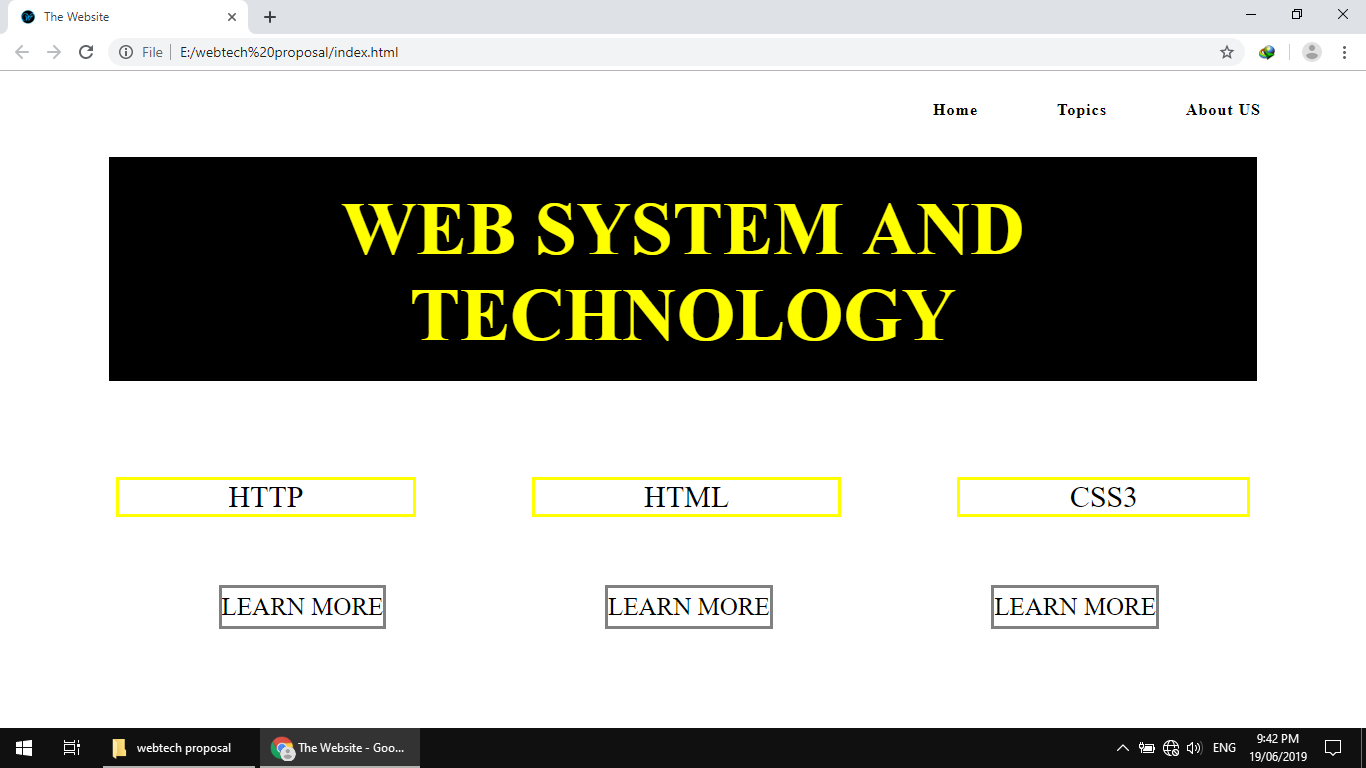 The Website
File
E:/webtech%20proposal/index.html
Home Topics About US
WEB SYSTEM AND
TECHNOLOGY
HTTP HTML CSS3
LEARN MORE LEARN MORE LEARN MORE
webtech proposal
The Website - Goo...
ENG
9:42 PM
19/06/2019